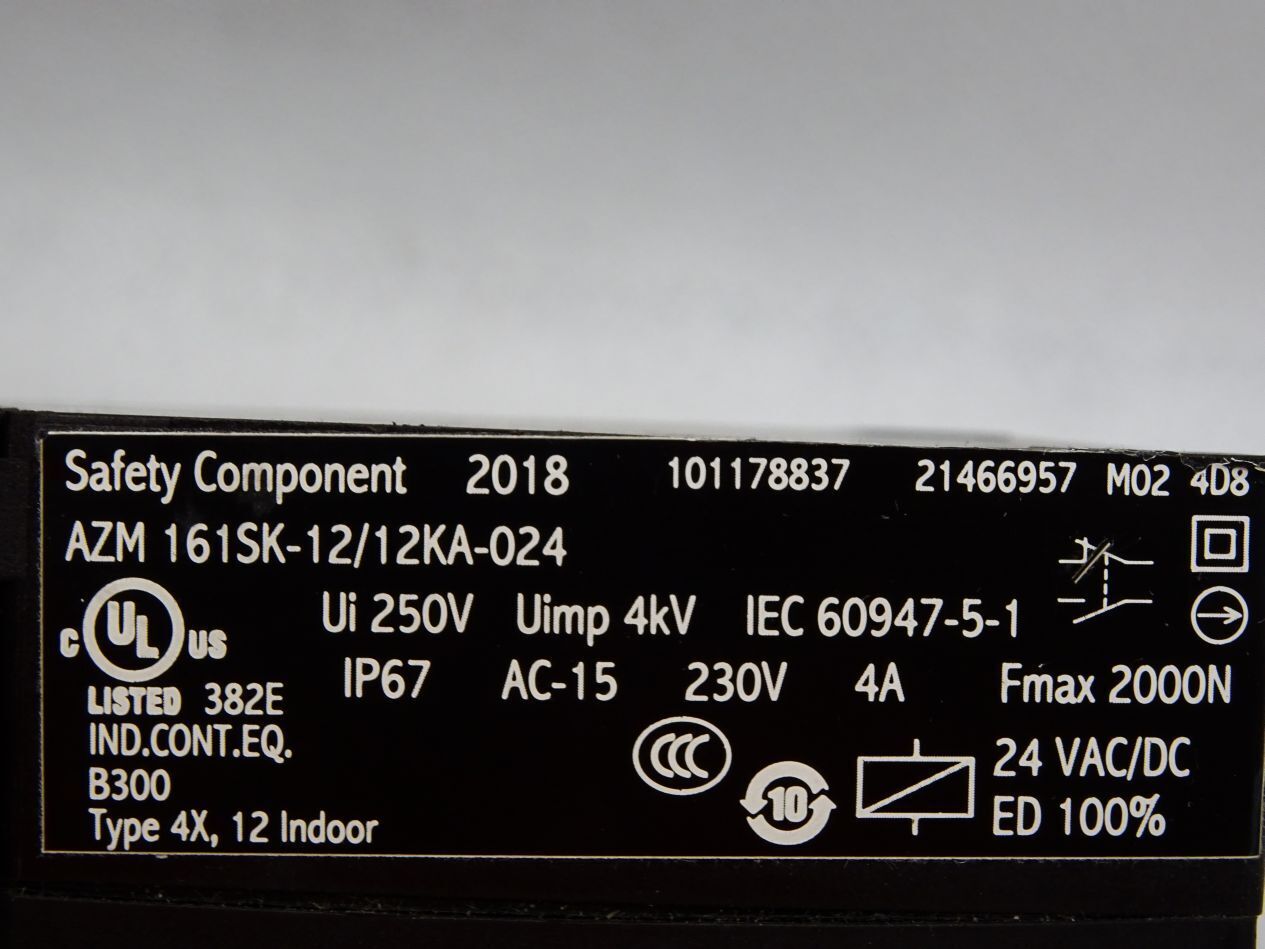 Safety Component 2018 101178837 21466957 M02 4D8
AZM 161SK-12/12KA-024
C UL US
Ui 250V Uimp 4kV IEC 60947-5-1
IP67 AC-15 230V 4A Fmax 2000N
LISTED 382E
IND.CONT.EQ.
B300
Type 4X, 12 Indoor
CCC
10
24 VAC/DC
ED 100%